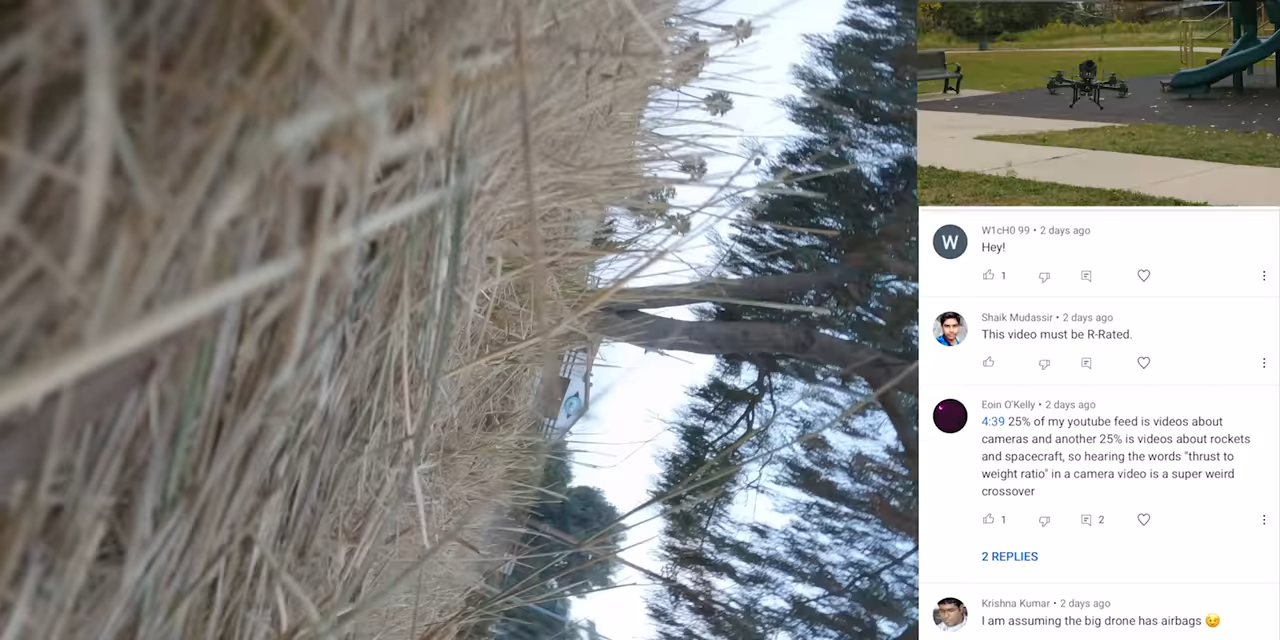 W
W1cH0 99 • 2 days ago
Hey!
1
Shaik Mudassir • 2 days ago
This video must be R-Rated.
Eoin O'Kelly • 2 days ago
4:39 25% of my youtube feed is videos about
cameras and another 25% is videos about rockets
and spacecraft, so hearing the words "thrust to
weight ratio" in a camera video is a super weird
crossover
1 2
2 REPLIES
Krishna Kumar • 2 days ago
I am assuming the big drone has airbags 😉